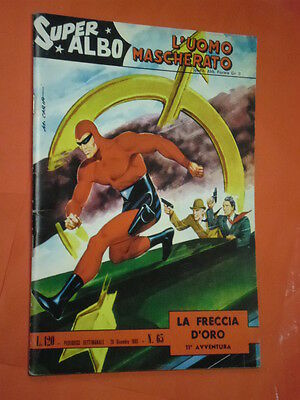 SUPER
ALBO
L'UOMO
MASCHERATO
LA FRECCIA
D'ORO
11ª AVVENTURA
L.120 - PERIODICO SETTIMANALE - N. 65